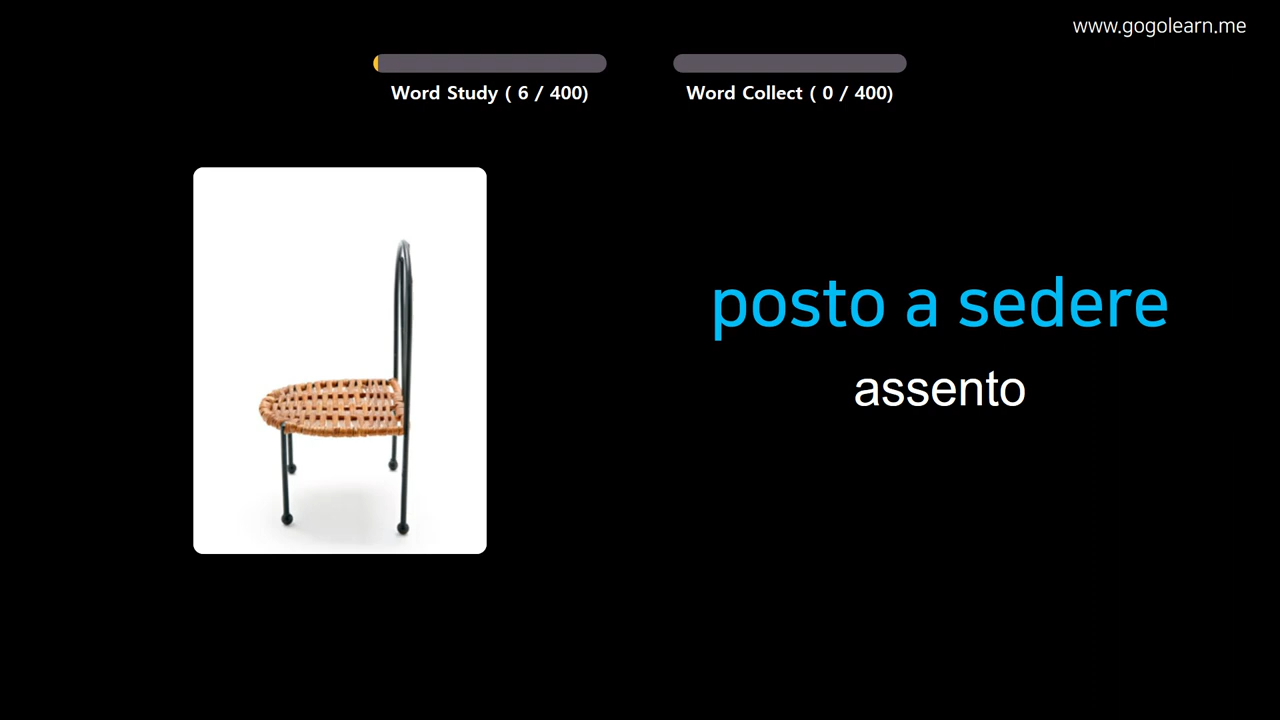 www.gogolearn.me
Word Study ( 6 / 400)
Word Collect ( 0 / 400)
posto a sedere
assento